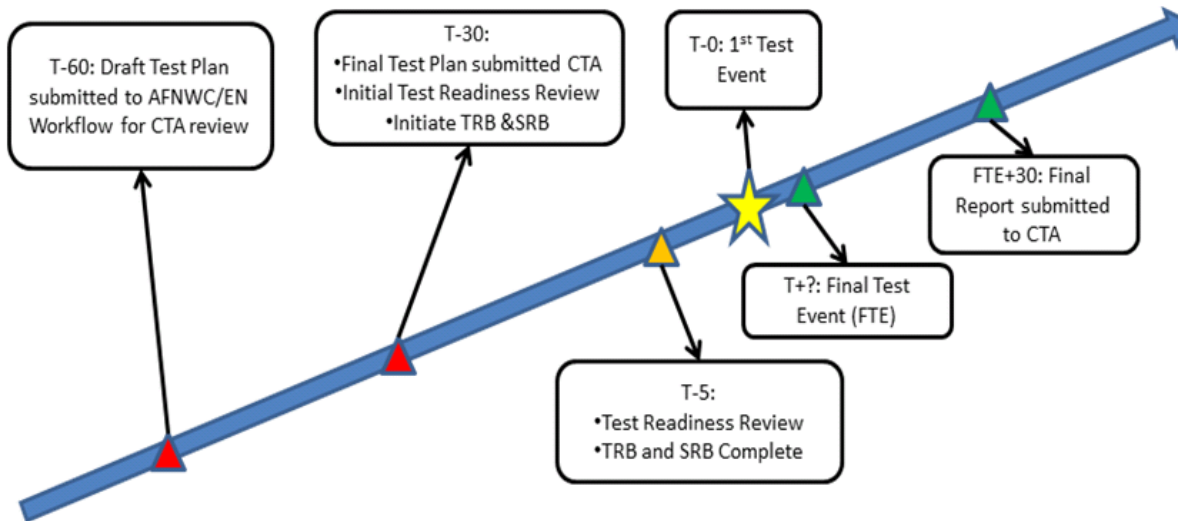 T-60: Draft Test Plan
submitted to AFNWC/EN
Workflow for CTA review
T-30:
•Final Test Plan submitted CTA
•Initial Test Readiness Review
•Initiate TRB &SRB
T-0: 1st Test
Event
FTE+30: Final
Report submitted
to CTA
T+?: Final Test
Event (FTE)
T-5:
•Test Readiness Review
•TRB and SRB Complete